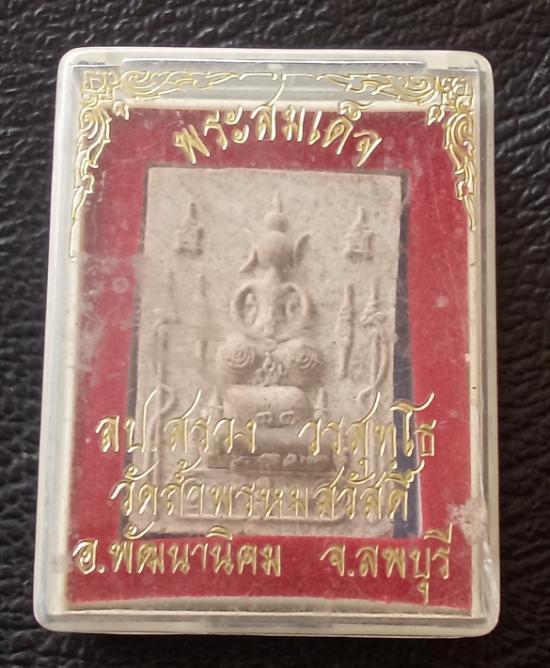 พระสมเด็จ
ลป.สรวง วรสุทโธ
วัดถ้ำพรหมสวัสดิ์
อ.พัฒนานิคม จ.ลพบุรี